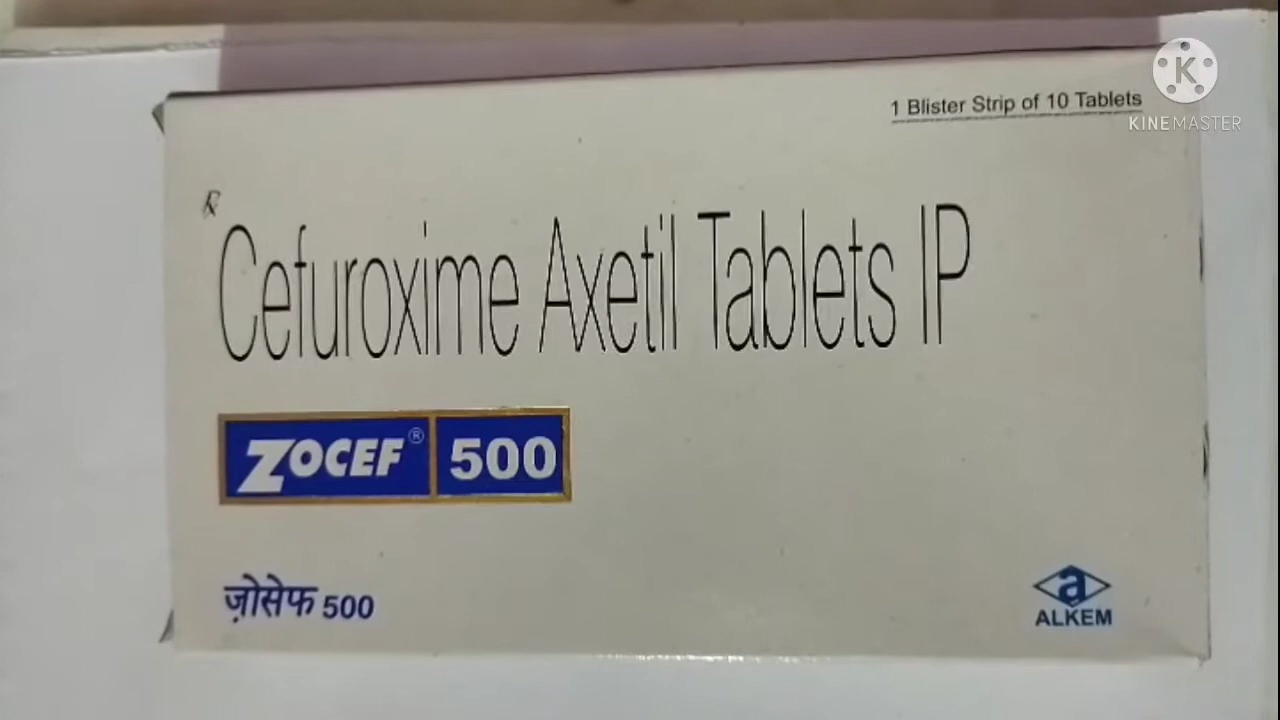 1 Blister Strip of 10 Tablets
K
KINEMASTER
℞
Cefuroxime Axetil Tablets IP
ZOCEF® 500
ज़ोसेफ 500
a
ALKEM